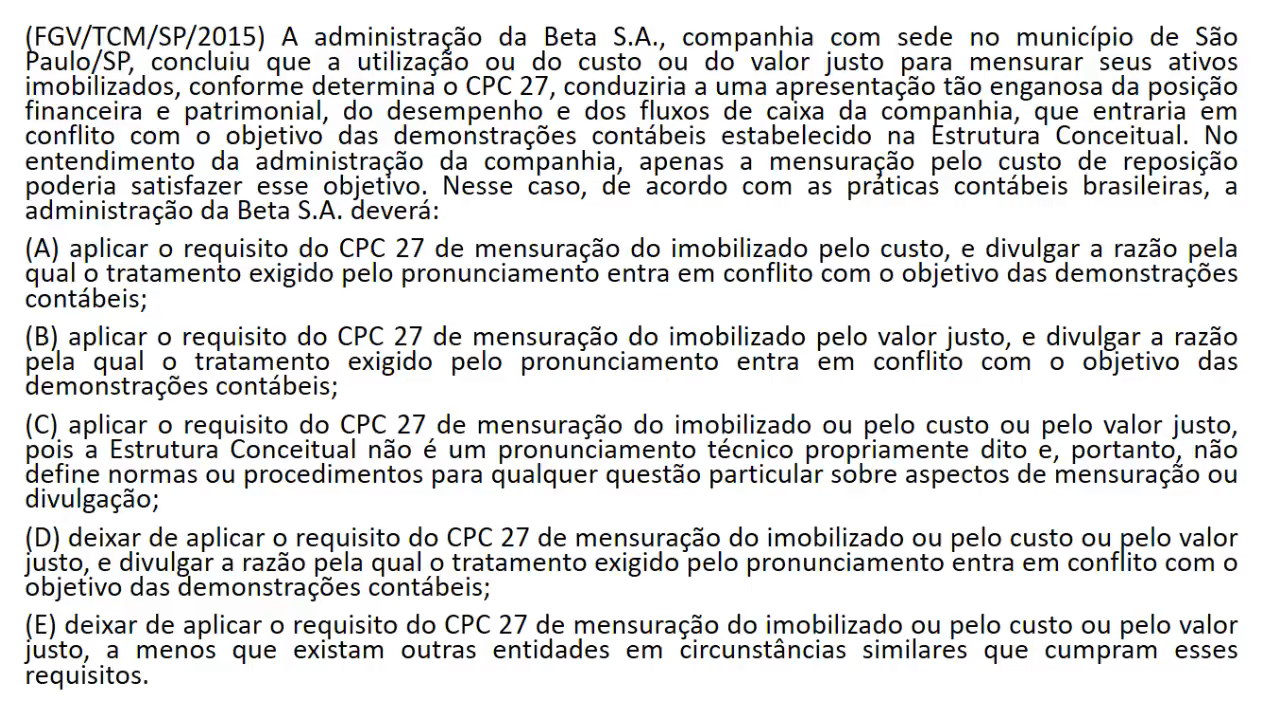 (FGV/TCM/SP/2015) A administração da Beta S.A., companhia com sede no município de São
Paulo/SP, concluiu que a utilização ou do custo ou do valor justo para mensurar seus ativos
imobilizados, conforme determina o CPC 27, conduziria a uma apresentação tão enganosa da posição
financeira e patrimonial, do desempenho e dos fluxos de caixa da companhia, que entraria em
conflito com o objetivo das demonstrações contábeis estabelecido na Estrutura Conceitual. No
entendimento da administração da companhia, apenas a mensuração pelo custo de reposição
poderia satisfazer esse objetivo. Nesse caso, de acordo com as práticas contábeis brasileiras, a
administração da Beta S.A. deverá:
(A) aplicar o requisito do CPC 27 de mensuração do imobilizado pelo custo, e divulgar a razão pela
qual o tratamento exigido pelo pronunciamento entra em conflito com o objetivo das demonstrações
contábeis;
(B) aplicar o requisito do CPC 27 de mensuração do imobilizado pelo valor justo, e divulgar a razão
pela qual o tratamento exigido pelo pronunciamento entra em conflito com o objetivo das
demonstrações contábeis;
(C) aplicar o requisito do CPC 27 de mensuração do imobilizado ou pelo custo ou pelo valor justo,
pois a Estrutura Conceitual não é um pronunciamento técnico propriamente dito e, portanto, não
define normas ou procedimentos para qualquer questão particular sobre aspectos de mensuração ou
divulgação;
(D) deixar de aplicar o requisito do CPC 27 de mensuração do imobilizado ou pelo custo ou pelo valor
justo, e divulgar a razão pela qual o tratamento exigido pelo pronunciamento entra em conflito com o
objetivo das demonstrações contábeis;
(E) deixar de aplicar o requisito do CPC 27 de mensuração do imobilizado ou pelo custo ou pelo valor
justo, a menos que existam outras entidades em circunstâncias similares que cumpram esses
requisitos.